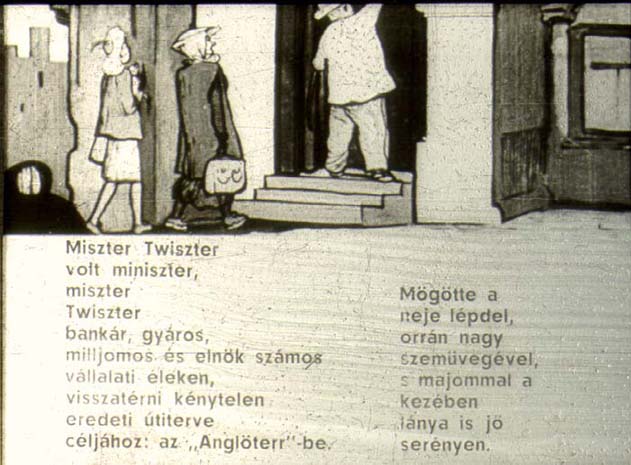 Miszter Twiszter
volt miniszter,
miszter
Twiszter
bankár, gyáros,
milljomos és elnök számos
vállalati éleken,
visszatérni kénytelen
eredeti útiterve
céljához: az „Anglöterr"-be.
Mögötte a
neje lépdel,
orrán nagy
szemüvegével,
s majommal a
kezében
lánya is jő
serényen.